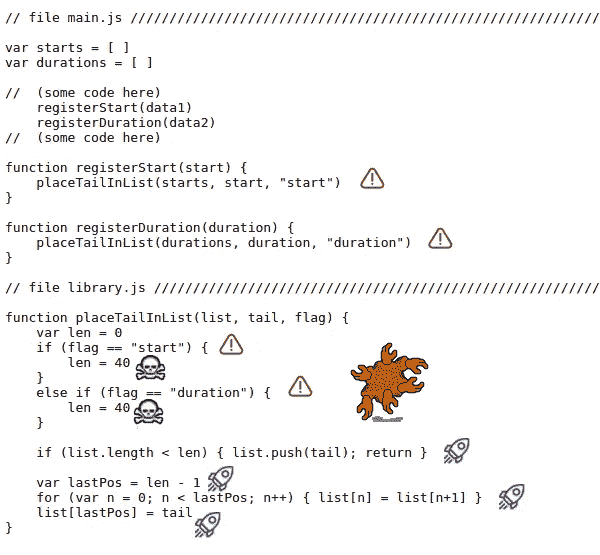 // file main.js ////////////////////////////////////////////////////////////
var starts = [ ]
var durations = [ ]
//  (some code here)
    registerStart(data1)
    registerDuration(data2)
//  (some code here)
function registerStart(start) {
    placeTailInList(starts, start, "start")
}
function registerDuration(duration) {
    placeTailInList(durations, duration, "duration")
}
// file library.js /////////////////////////////////////////////////////////
function placeTailInList(list, tail, flag) {
    var len = 0
    if (flag == "start") {
        len = 40
    }
    else if (flag == "duration") {
        len = 40
    }
    if (list.length < len) { list.push(tail); return }
    var lastPos = len - 1
    for (var n = 0; n < lastPos; n++) { list[n] = list[n+1] }
    list[lastPos] = tail
}